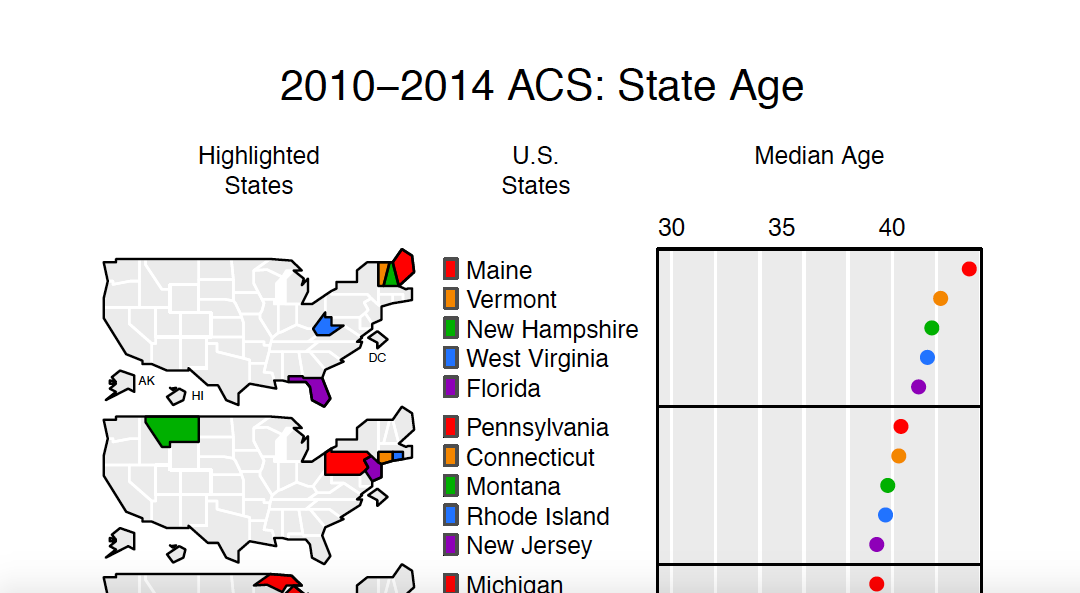 2010–2014 ACS: State Age
Highlighted
States
U.S.
States
Median Age
30 35 40
Maine
Vermont
New Hampshire
West Virginia
Florida
AK
HI
DC
Pennsylvania
Connecticut
Montana
Rhode Island
New Jersey
Michigan